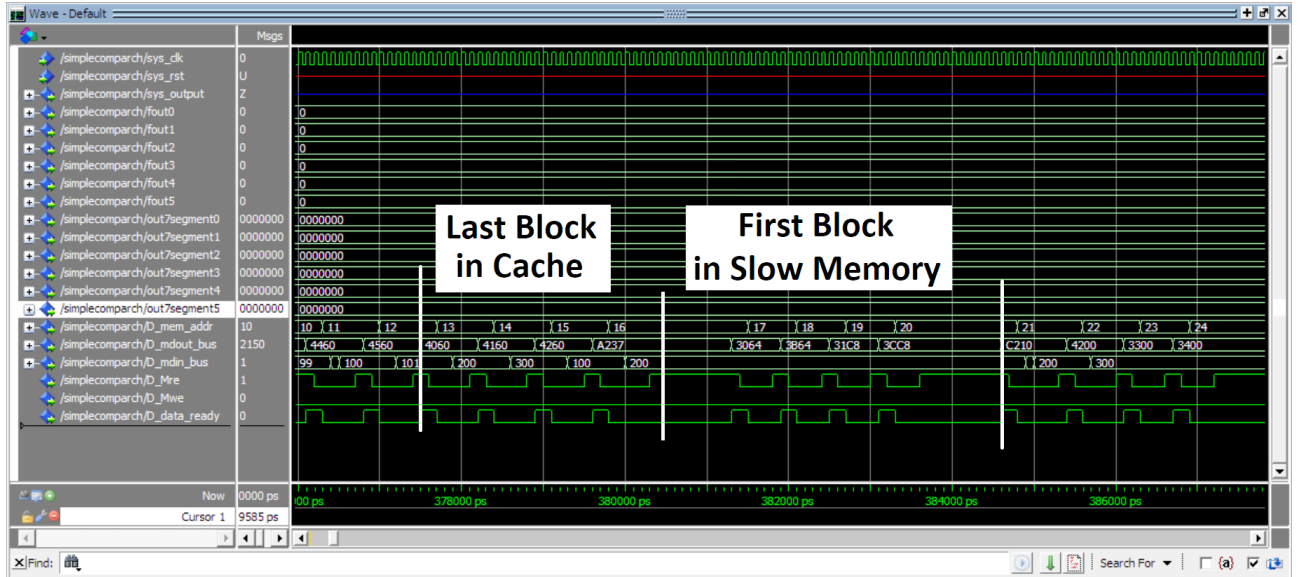 Wave - Default
Msgs
/simplecomparch/sys_clk 0
/simplecomparch/sys_rst U
/simplecomparch/sys_output Z
/simplecomparch/fout0 0 0
/simplecomparch/fout1 0 0
/simplecomparch/fout2 0 0
/simplecomparch/fout3 0 0
/simplecomparch/fout4 0 0
/simplecomparch/fout5 0 0
/simplecomparch/out7segment0 0000000 0000000
/simplecomparch/out7segment1 0000000 0000000
/simplecomparch/out7segment2 0000000 0000000
/simplecomparch/out7segment3 0000000 0000000
/simplecomparch/out7segment4 0000000 0000000
/simplecomparch/out7segment5 0000000 0000000
Last Block
in Cache
First Block
in Slow Memory
/simplecomparch/D_mem_addr 10 10 11 12 13 14 15 16 17 18 19 20 21 22 23 24
/simplecomparch/D_mdout_bus 2150 4460 4560 4060 4160 4260 A237 3064 3B64 31C8 3CC8 C210 4200 3300 3400
/simplecomparch/D_mdin_bus 1 99 100 101 200 300 100 200 200 300
/simplecomparch/D_Mre 1
/simplecomparch/D_Mwe 0
/simplecomparch/D_data_ready 0
Now 0000 ps 378000 ps 380000 ps 382000 ps 384000 ps 386000 ps
Cursor 1 9585 ps
Find: Search For {a}